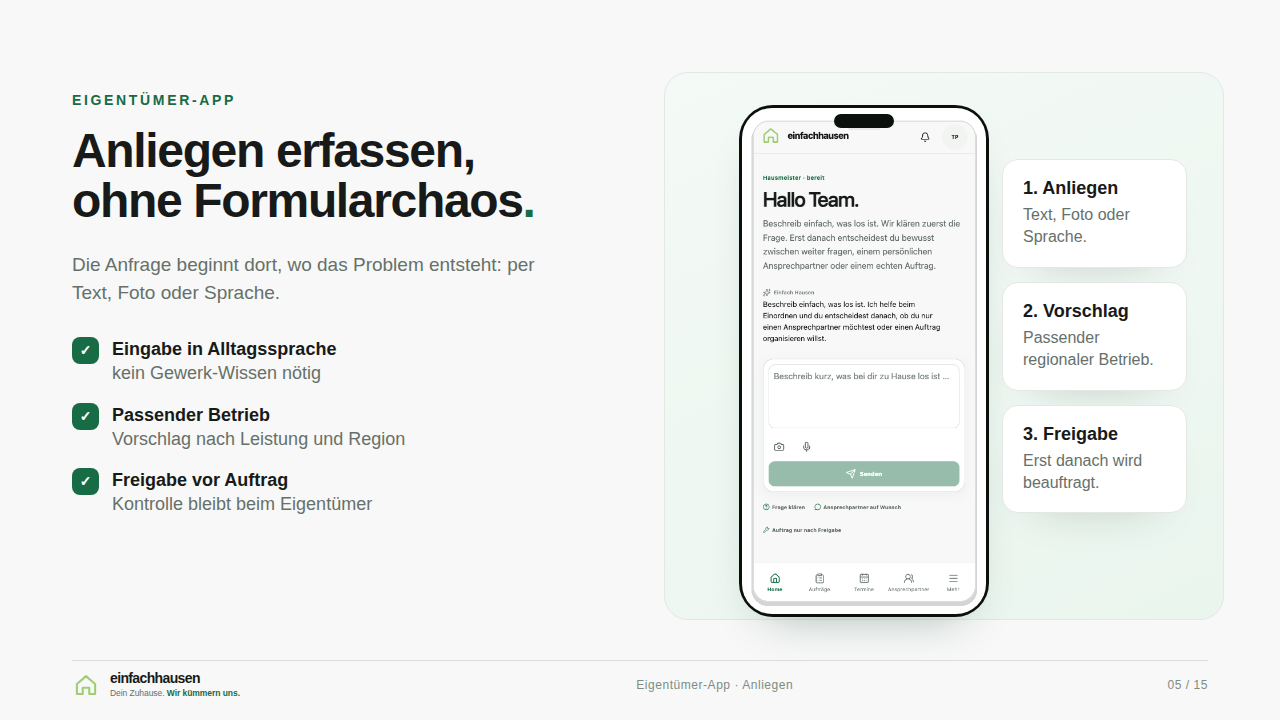 EIGENTÜMER-APP
Anliegen erfassen,
ohne Formularchaos.
Die Anfrage beginnt dort, wo das Problem entsteht: per
Text, Foto oder Sprache.
✓ Eingabe in Alltagssprache
kein Gewerk-Wissen nötig
✓ Passender Betrieb
Vorschlag nach Leistung und Region
✓ Freigabe vor Auftrag
Kontrolle bleibt beim Eigentümer
einfachhausen
TP
Hausmeister · bereit
Hallo Team.
Beschreib einfach, was los ist. Wir klären zuerst die
Frage. Erst danach entscheidest du bewusst
zwischen weiter fragen, einem persönlichen
Ansprechpartner oder einem echten Auftrag.
Einfach Hausen
Beschreib einfach, was los ist. Ich helfe beim
Einordnen und du entscheidest danach, ob du nur
einen Ansprechpartner möchtest oder einen Auftrag
organisieren willst.
Beschreib kurz, was bei dir zu Hause los ist ...
Senden
Frage klären Ansprechpartner auf Wunsch
Auftrag nur nach Freigabe
Home Aufträge Termine Ansprechpartner Mehr
1. Anliegen
Text, Foto oder
Sprache.
2. Vorschlag
Passender
regionaler Betrieb.
3. Freigabe
Erst danach wird
beauftragt.
einfachhausen
Dein Zuhause. Wir kümmern uns.
Eigentümer-App · Anliegen
05 / 15